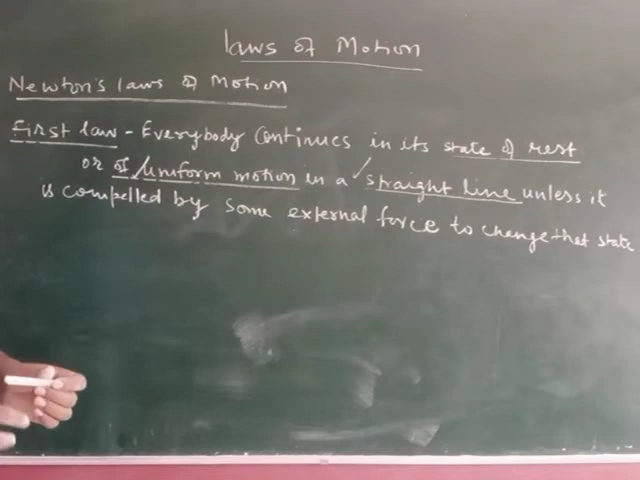 laws of Motion
Newton's laws of Motion
First law - Everybody Continues in its state of rest
or of uniform motion in a straight line unless it
is compelled by some external force to change that state